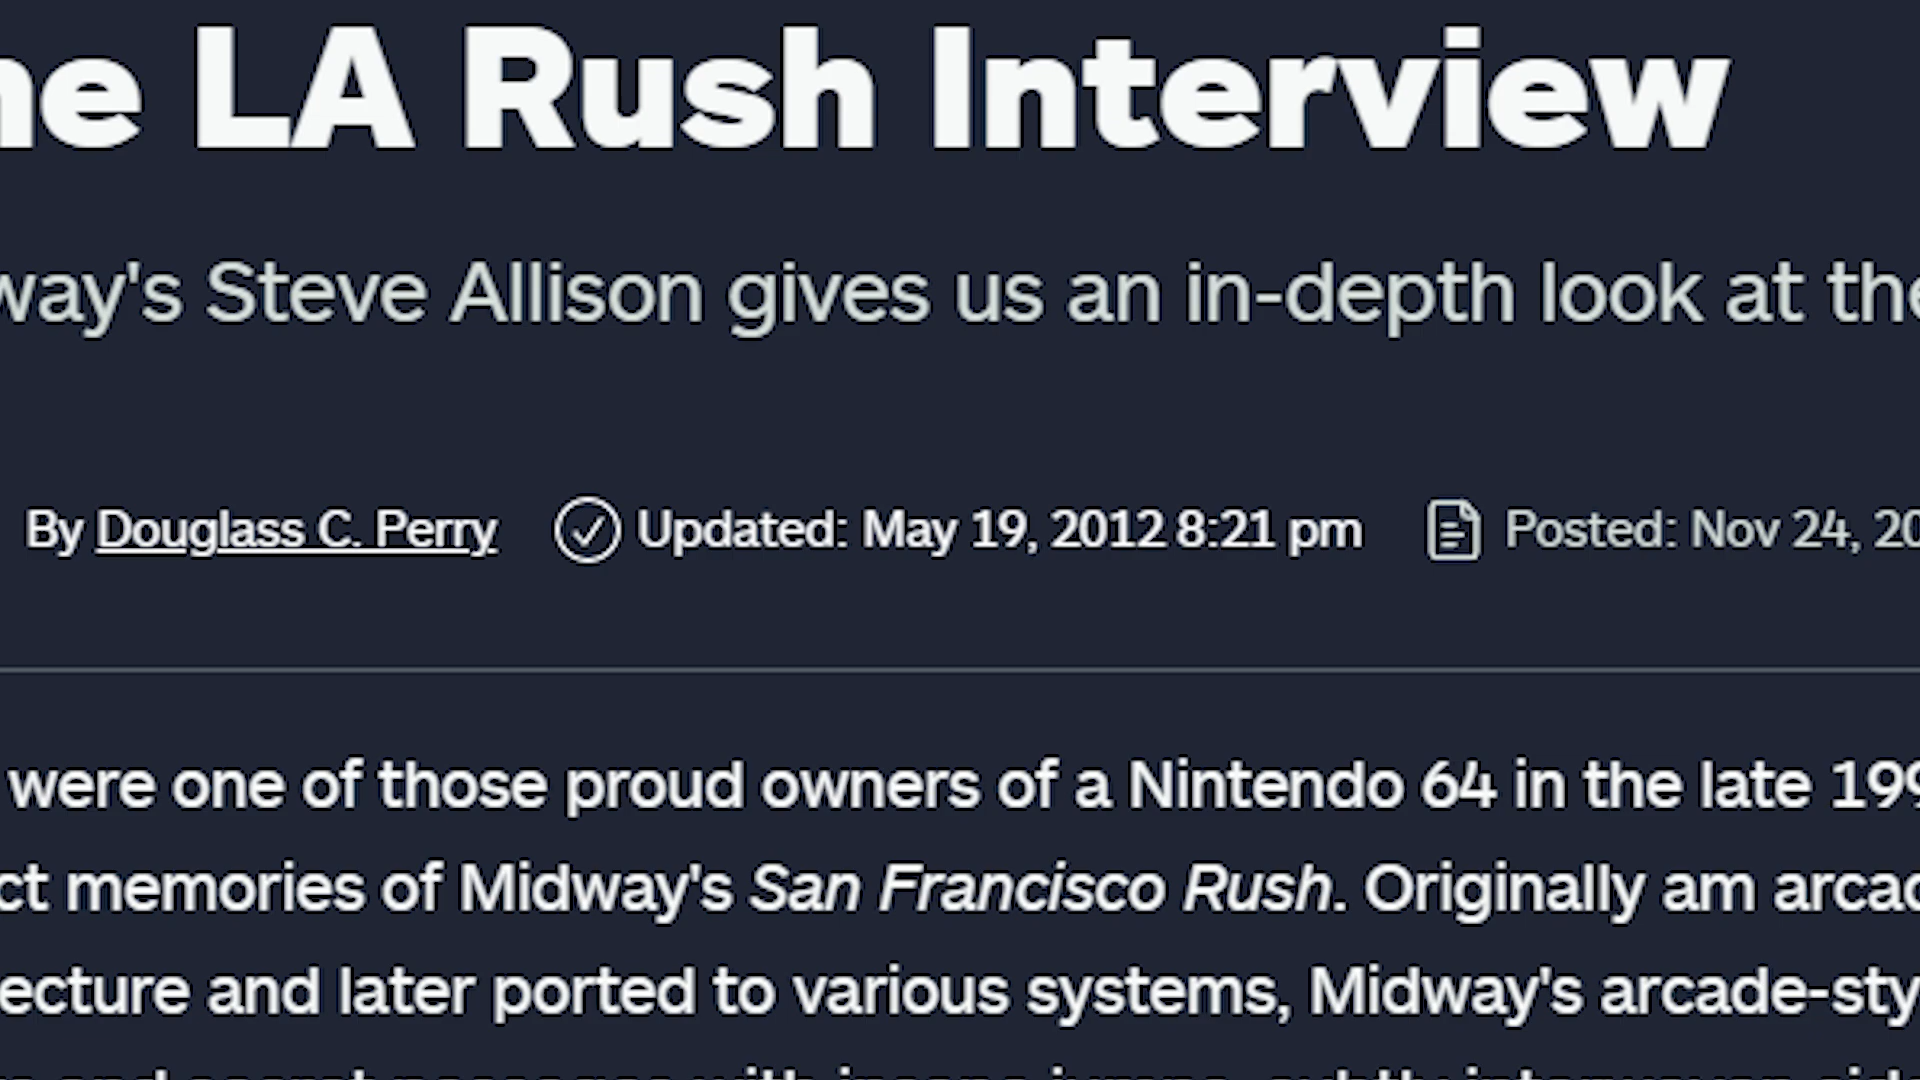 he LA Rush Interview
way's Steve Allison gives us an in-depth look at the
By Douglass C. Perry Updated: May 19, 2012 8:21 pm Posted: Nov 24, 20
were one of those proud owners of a Nintendo 64 in the late 199
ct memories of Midway's San Francisco Rush. Originally am arcad
ecture and later ported to various systems, Midway's arcade-sty